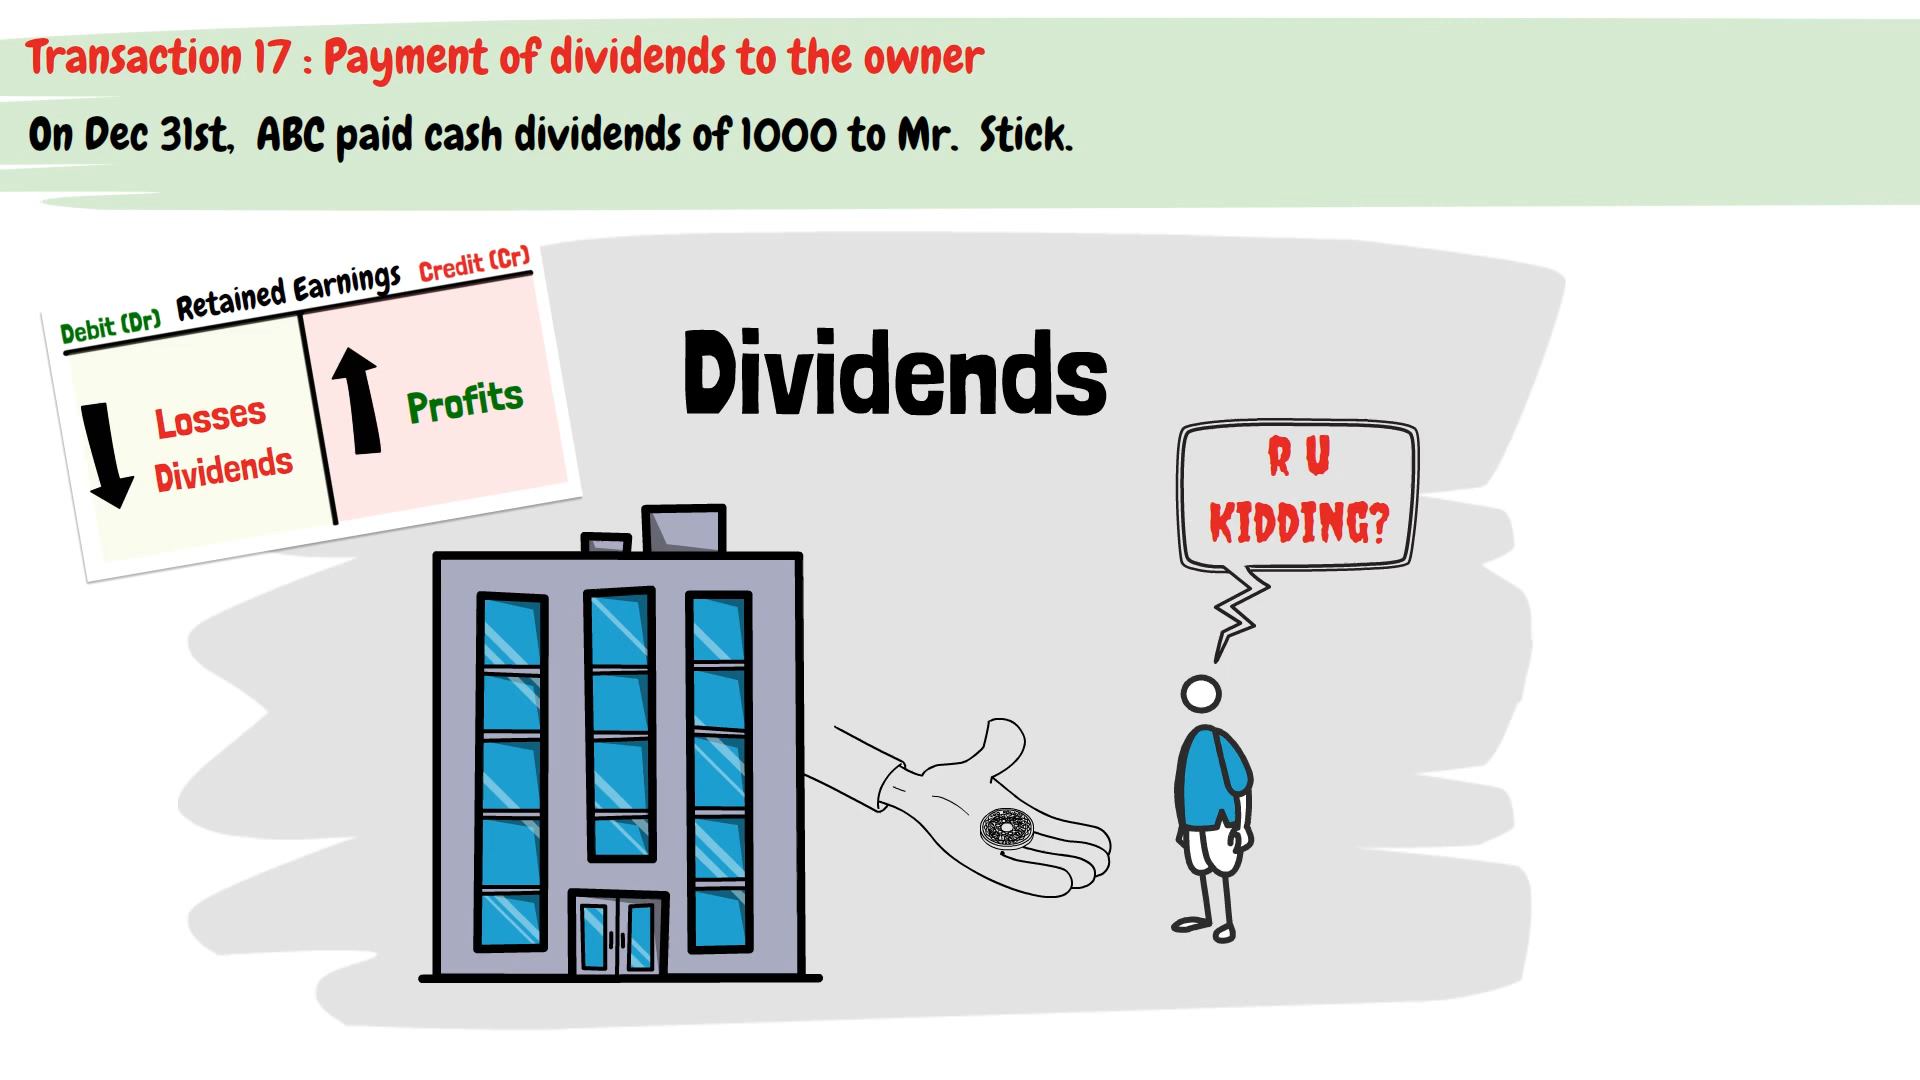 Transaction 17 : Payment of dividends to the owner
On Dec 31st, ABC paid cash dividends of 1000 to Mr. Stick.
Debit (Dr) Retained Earnings Credit (Cr)
Losses
Dividends
Profits
Dividends
R U
KIDDING?